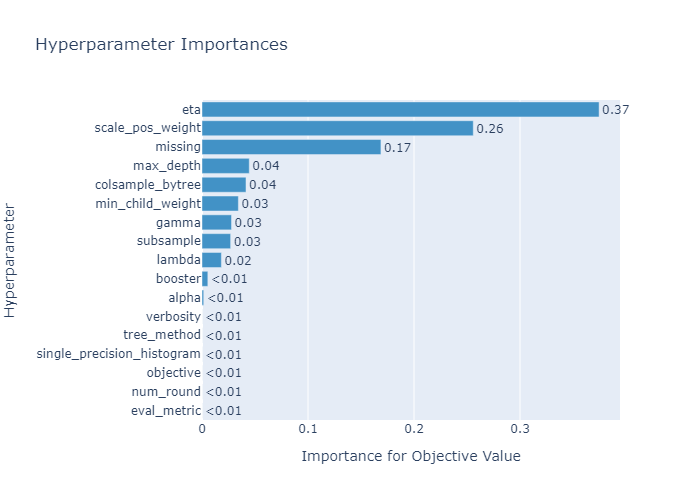 Hyperparameter Importances
Hyperparameter
eta 0.37
scale_pos_weight 0.26
missing 0.17
max_depth 0.04
colsample_bytree 0.04
min_child_weight 0.03
gamma 0.03
subsample 0.03
lambda 0.02
booster <0.01
alpha <0.01
verbosity <0.01
tree_method <0.01
single_precision_histogram <0.01
objective <0.01
num_round <0.01
eval_metric <0.01
0 0.1 0.2 0.3
Importance for Objective Value